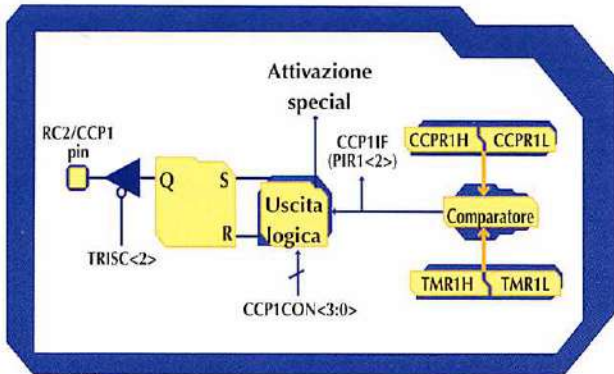 Attivazione
special
RC2/CCP1
pin
CCP1IF
(PIR1<2>)
CCPR1H CCPR1L
Q S
R
Uscita
logica
Comparatore
TRISC<2>
CCP1CON<3:0>
TMR1H TMR1L